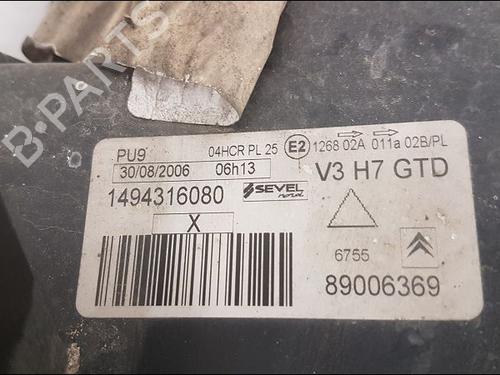 B-PARTS
PU9 04HCR PL 25 E2 1268 02A 011a 02B/PL
30/08/2006 06h13 V3 H7 GTD
1494316080 SEVEL
X
6755
89006369